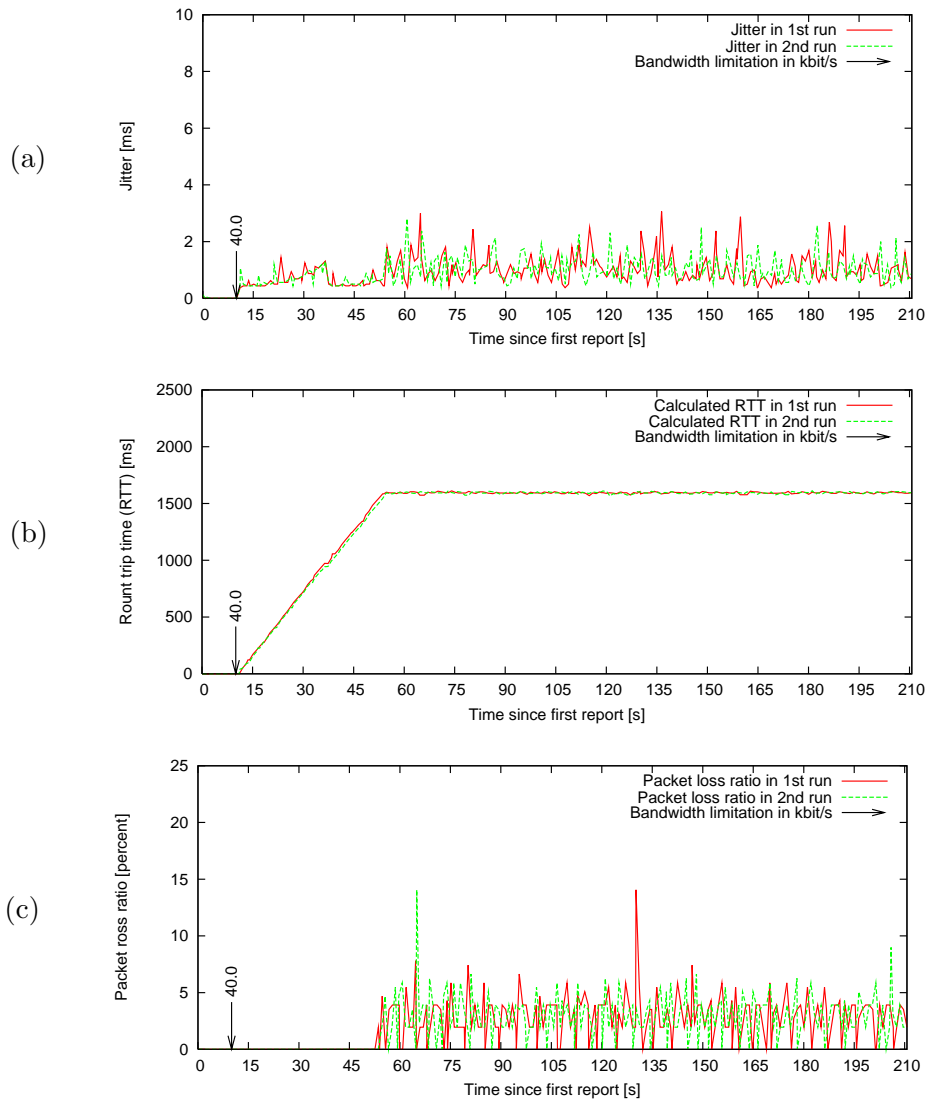 (a)
Jitter [ms]
10
8
6
4
2
0
Jitter in 1st run
Jitter in 2nd run
Bandwidth limitation in kbit/s
40.0
0 15 30 45 60 75 90 105 120 135 150 165 180 195 210
Time since first report [s]
(b)
Rount trip time (RTT) [ms]
2500
2000
1500
1000
500
0
Calculated RTT in 1st run
Calculated RTT in 2nd run
Bandwidth limitation in kbit/s
40.0
0 15 30 45 60 75 90 105 120 135 150 165 180 195 210
Time since first report [s]
(c)
Packet ross ratio [percent]
25
20
15
10
5
0
Packet loss ratio in 1st run
Packet loss ratio in 2nd run
Bandwidth limitation in kbit/s
40.0
0 15 30 45 60 75 90 105 120 135 150 165 180 195 210
Time since first report [s]